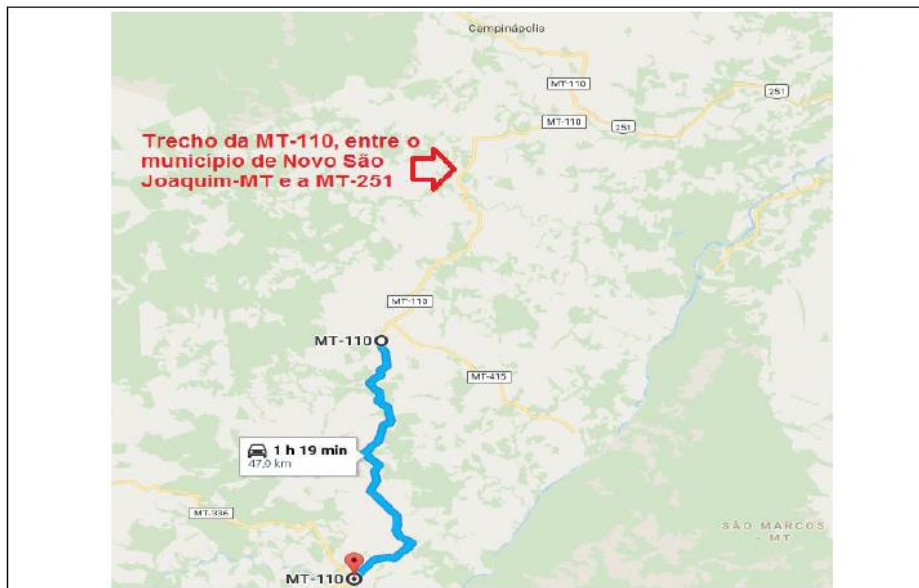 Campinápolis
MT-110
251
MT-110
251
Trecho da MT-110, entre o
município de Novo São
Joaquim-MT e a MT-251
MT-110
MT-110
MT-415
1 h 19 min
47,9 km
MT-336
SÃO MARCOS
- MT
MT-110